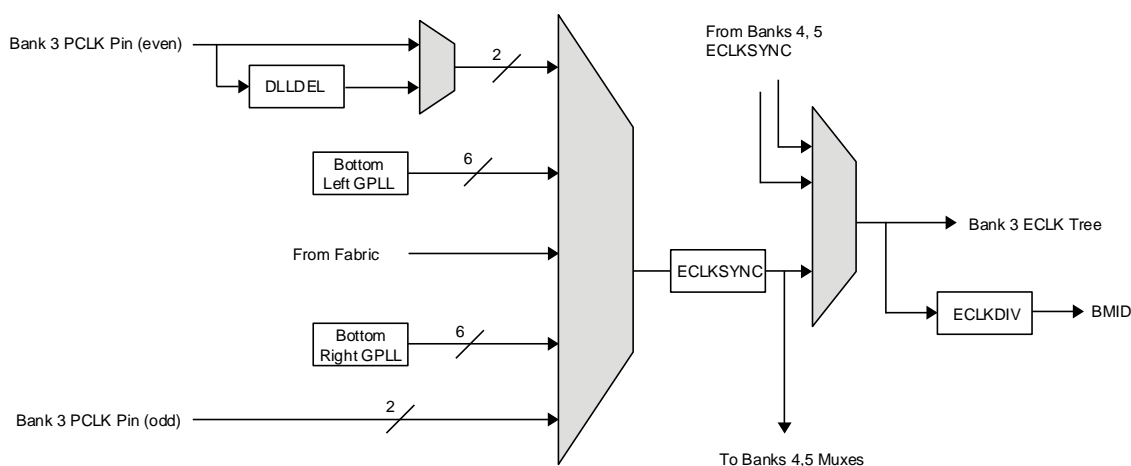 Bank 3 PCLK Pin (even)
DLLDEL
2
From Banks 4, 5
ECLKSYNC
Bottom
Left GPLL
6
From Fabric
ECLKSYNC
Bank 3 ECLK Tree
ECLKDIV
BMID
Bottom
Right GPLL
6
Bank 3 PCLK Pin (odd)
2
To Banks 4,5 Muxes